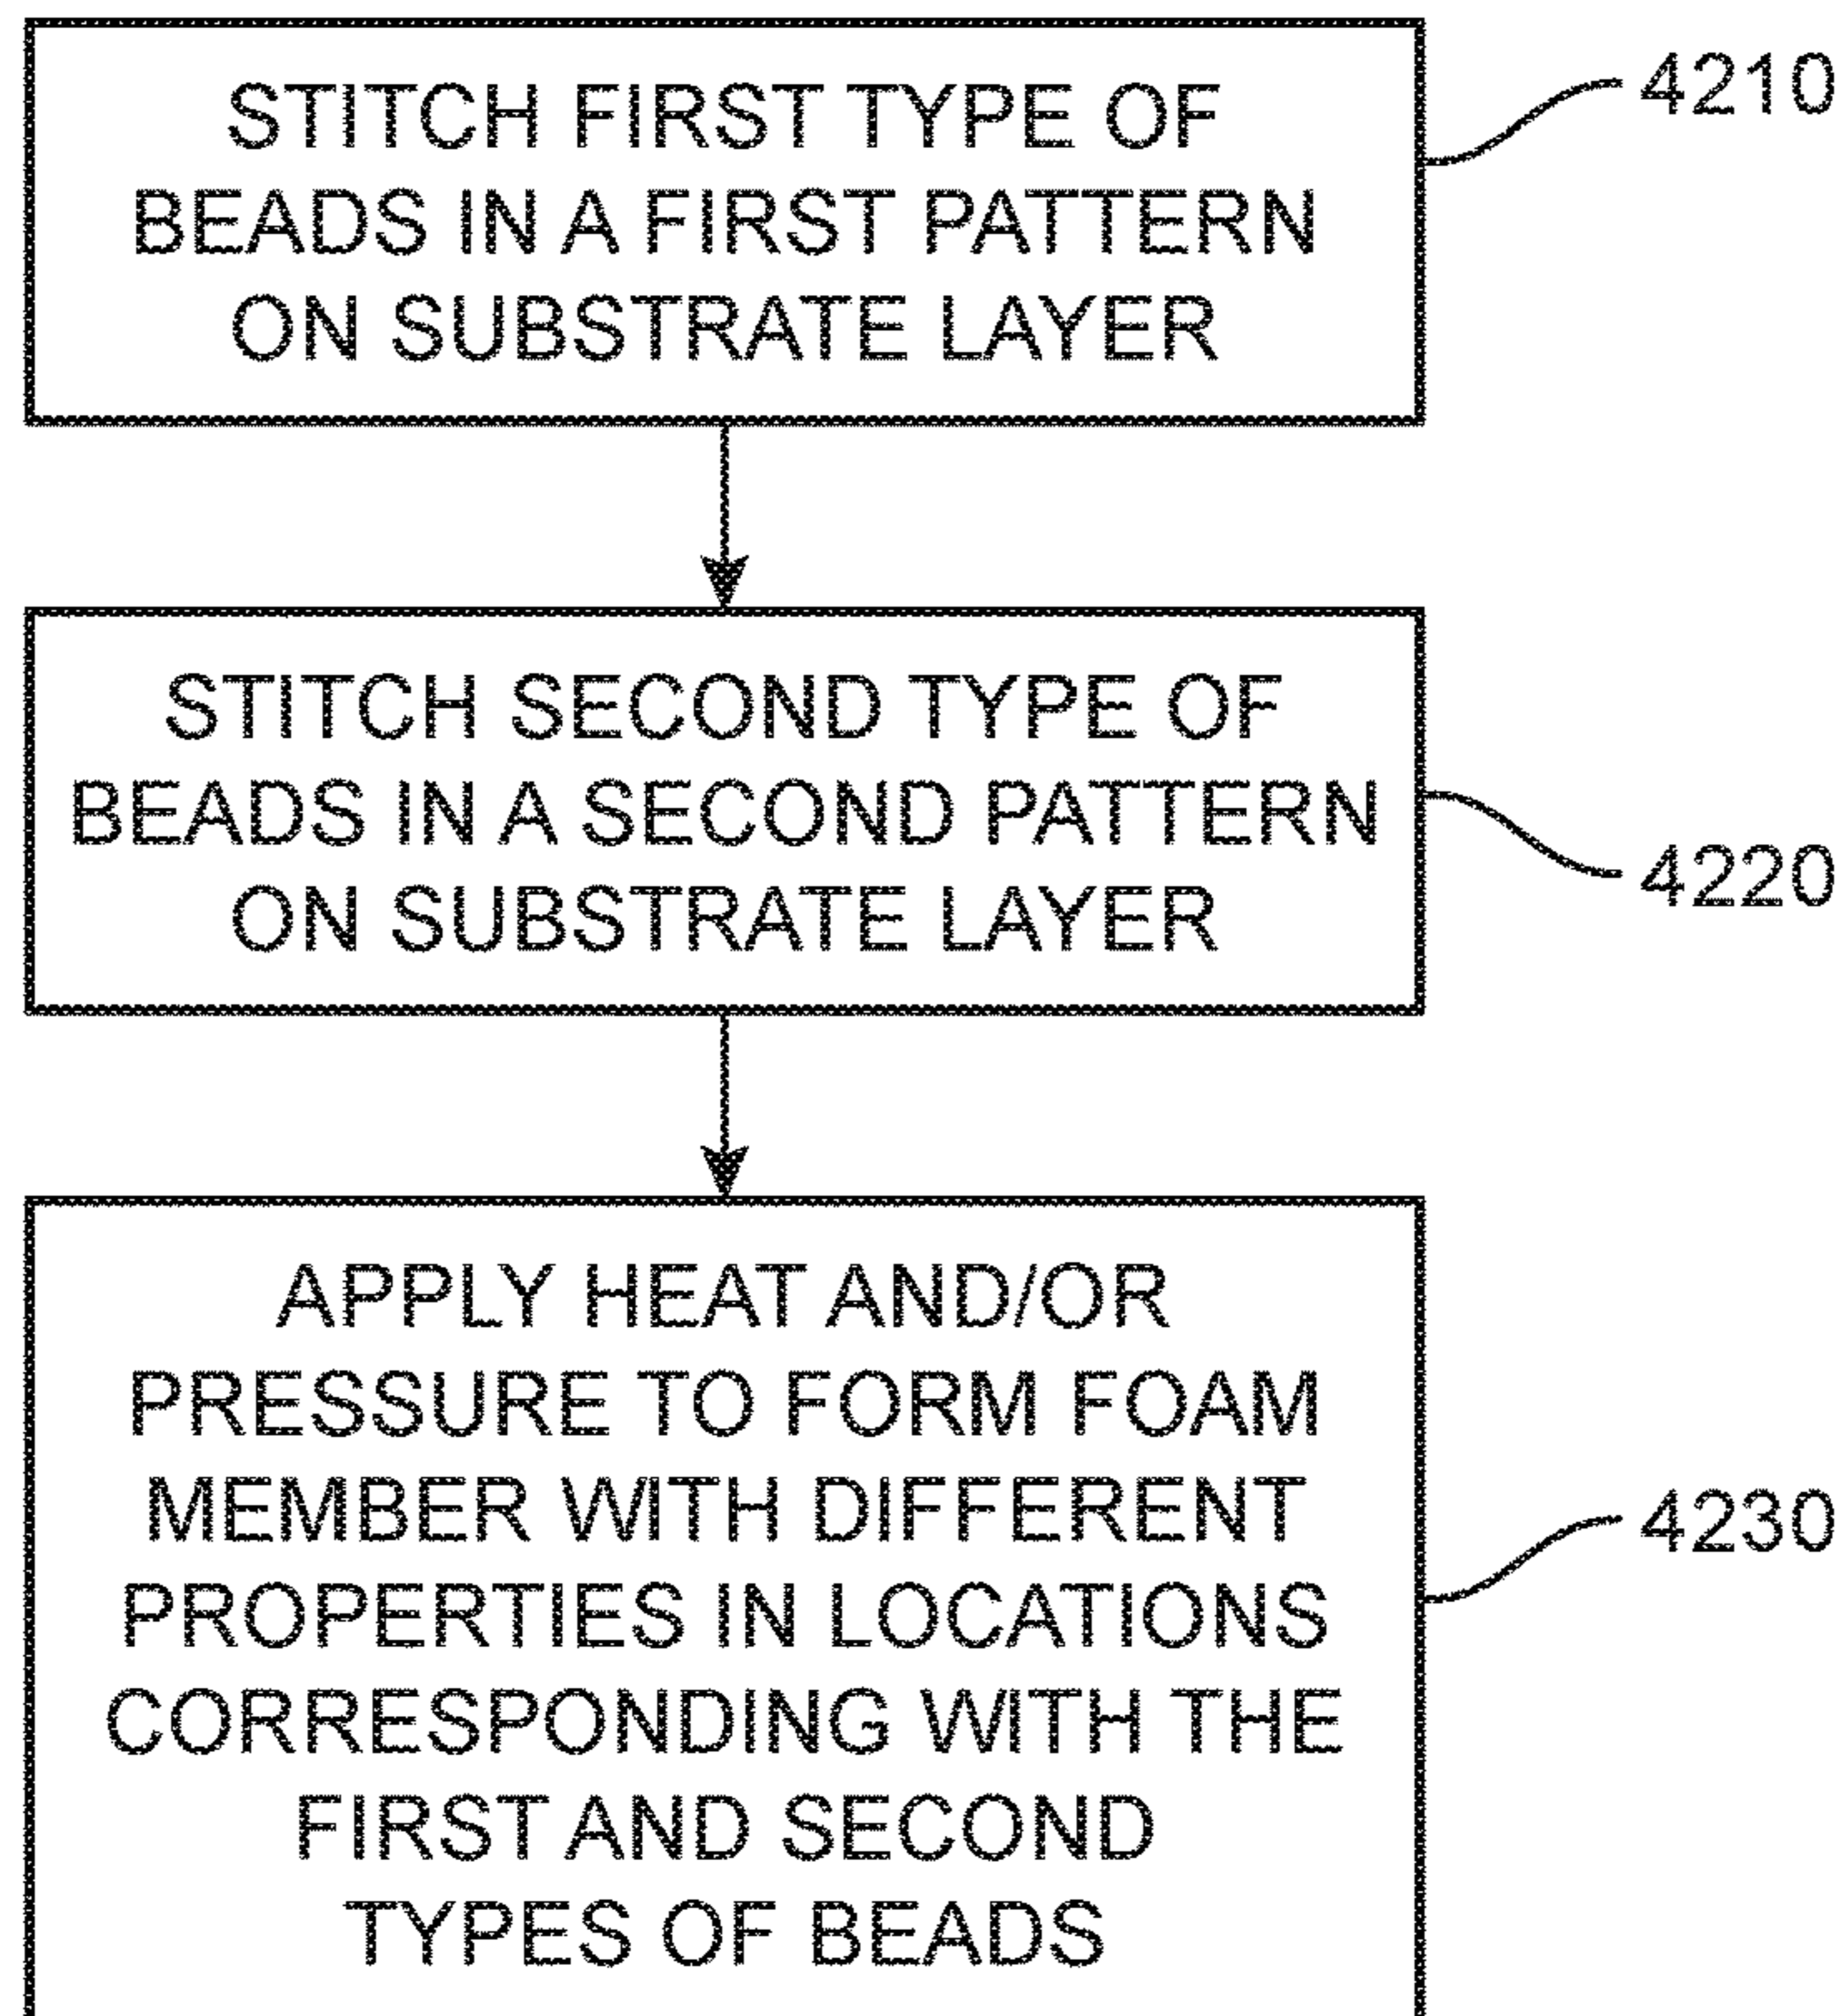 STITCH FIRST TYPE OF
BEADS IN A FIRST PATTERN
ON SUBSTRATE LAYER
4210
STITCH SECOND TYPE OF
BEADS IN A SECOND PATTERN
ON SUBSTRATE LAYER
4220
APPLY HEAT AND/OR
PRESSURE TO FORM FOAM
MEMBER WITH DIFFERENT
PROPERTIES IN LOCATIONS
CORRESPONDING WITH THE
FIRST AND SECOND
TYPES OF BEADS
4230